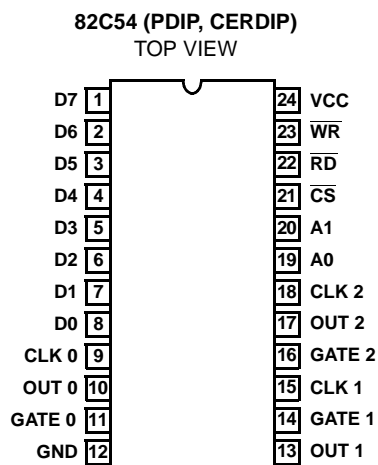 82C54 (PDIP, CERDIP)
TOP VIEW
D7 1 24 VCC
D6 2 23 WR
D5 3 22 RD
D4 4 21 CS
D3 5 20 A1
D2 6 19 A0
D1 7 18 CLK 2
D0 8 17 OUT 2
CLK 0 9 16 GATE 2
OUT 0 10 15 CLK 1
GATE 0 11 14 GATE 1
GND 12 13 OUT 1